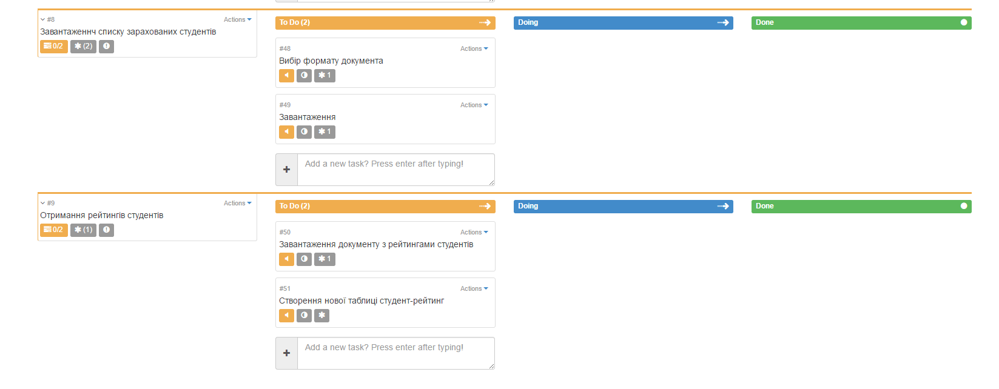 #8 Actions
Завантаженнч списку зарахованих студентів
0/2 (2)
To Do (2)
Doing
Done
#48 Actions
Вибір формату документа
1
#49 Actions
Завантаження
1
Add a new task? Press enter after typing!
#9 Actions
Отримання рейтингів студентів
0/2 (1)
To Do (2)
Doing
Done
#50 Actions
Завантаження документу з рейтингами студентів
1
#51 Actions
Створення нової таблиці студент-рейтинг
Add a new task? Press enter after typing!